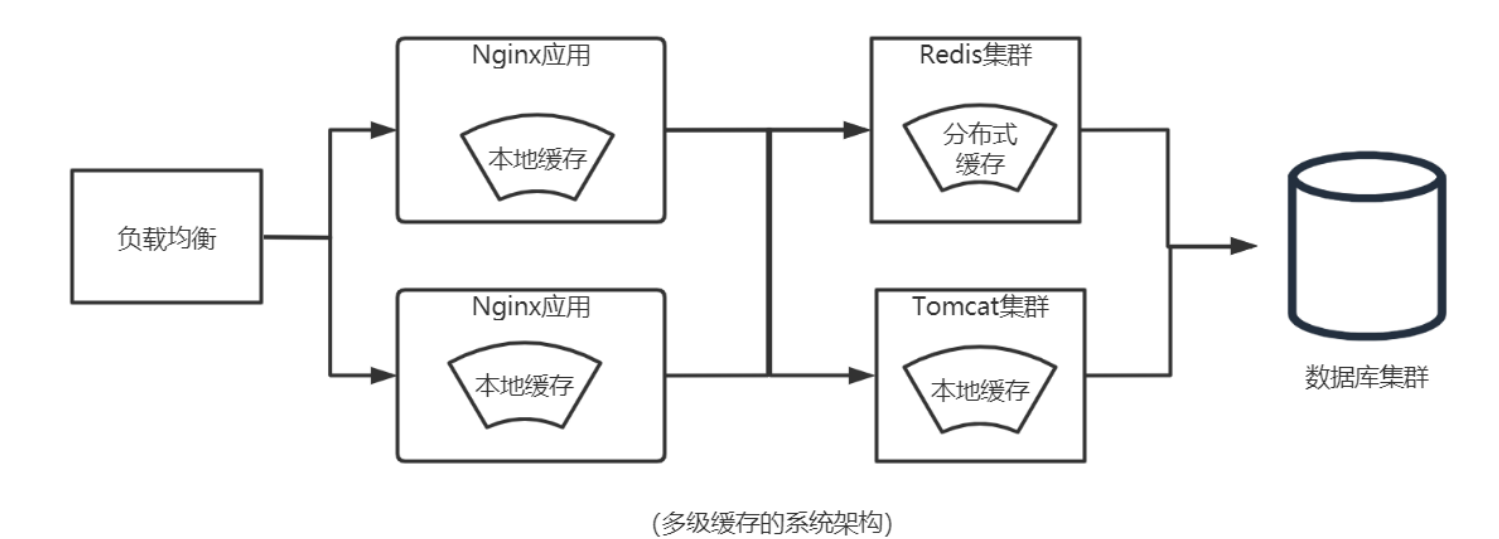 负载均衡
Nginx应用
本地缓存
Nginx应用
本地缓存
Redis集群
分布式
缓存
Tomcat集群
本地缓存
数据库集群
(多级缓存的系统架构)